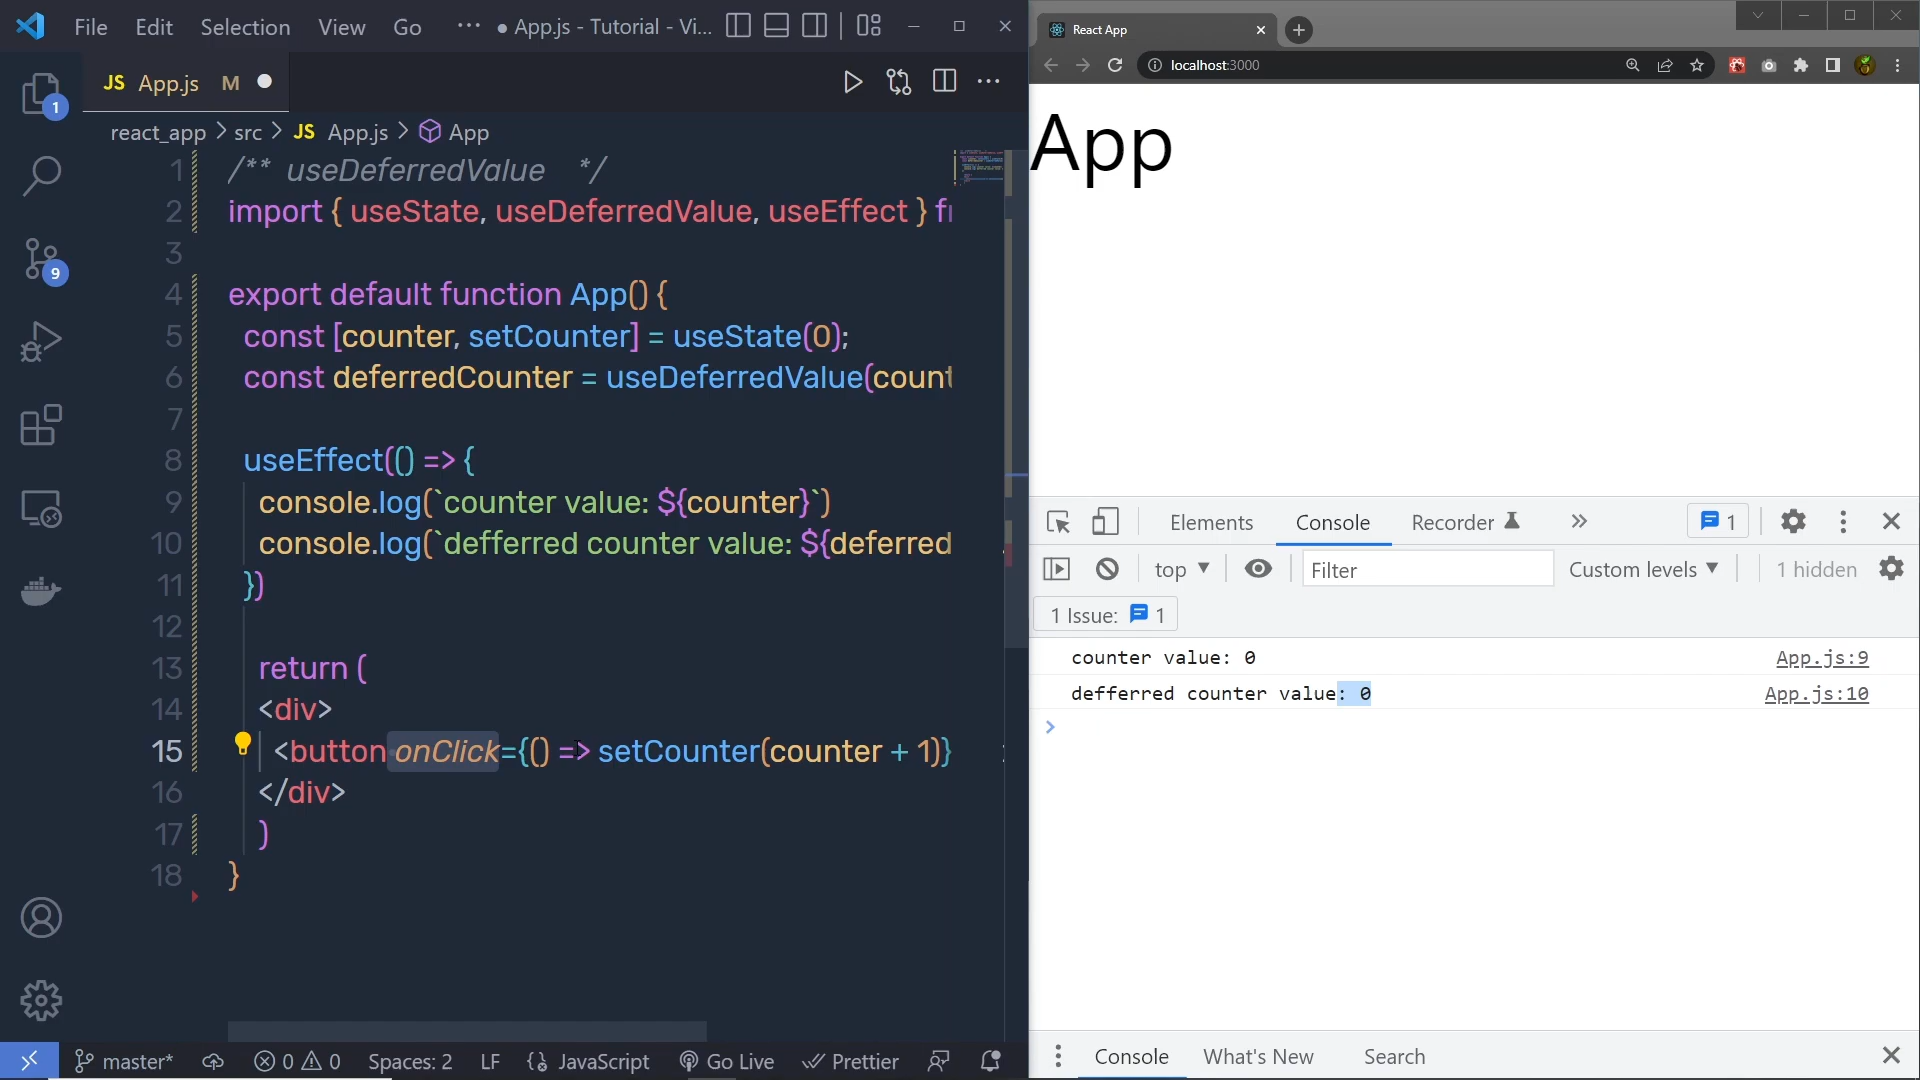 File Edit Selection View Go ··· ● App.js - Tutorial - Vi...
JS App.js M
react_app > src > JS App.js > App
1 /** useDeferredValue */
2 import { useState, useDeferredValue, useEffect } fr
3
4 export default function App() {
5 const [counter, setCounter] = useState(0);
6 const deferredCounter = useDeferredValue(count
7
8 useEffect(() => {
9 console.log(`counter value: ${counter}`)
10 console.log(`defferred counter value: ${deferred
11 })
12
13 return (
14 <div>
15 <button onClick={() => setCounter(counter + 1)}
16 </div>
17 )
18 }
1
9
master* 0 0 Spaces: 2 LF {} JavaScript Go Live Prettier
React App
localhost:3000
App
Elements Console Recorder >> 1
top ▼ Filter Custom levels ▼ 1 hidden
1 Issue: 1
counter value: 0 App.js:9
defferred counter value: 0 App.js:10
>
Console What's New Search